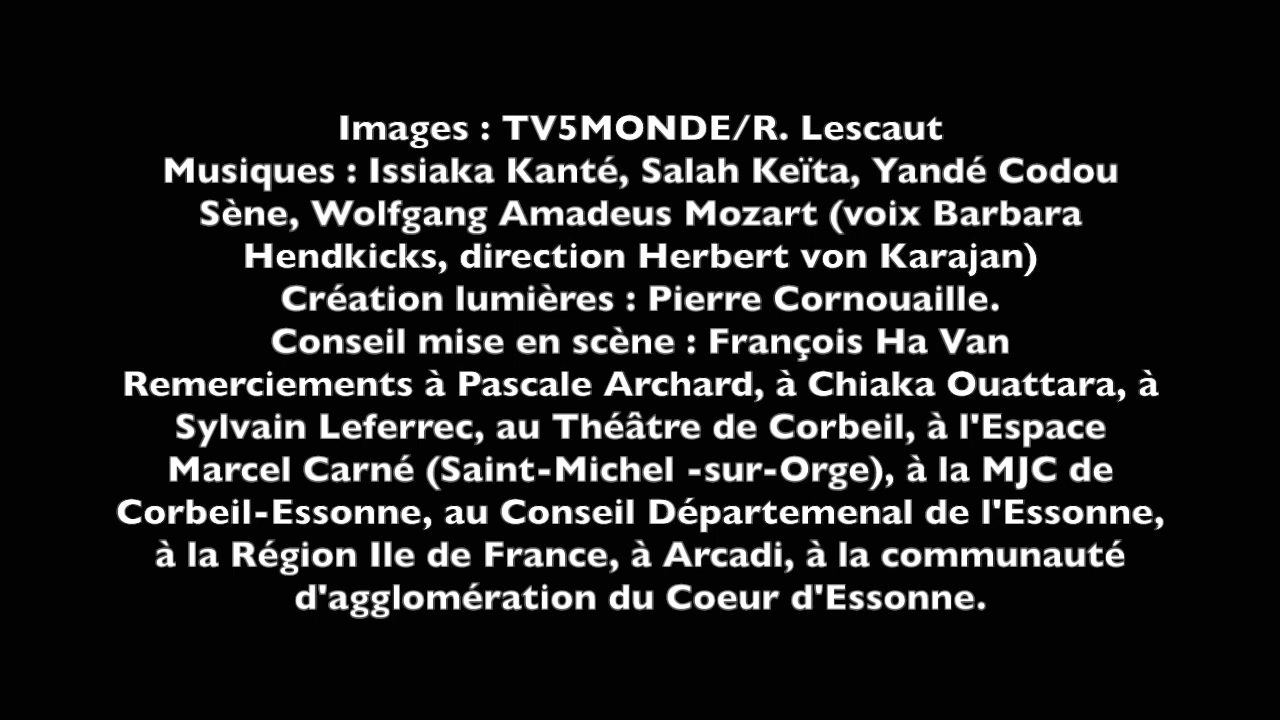 Images : TV5MONDE/R. Lescaut
Musiques : Issiaka Kanté, Salah Keïta, Yandé Codou
Sène, Wolfgang Amadeus Mozart (voix Barbara
Hendkicks, direction Herbert von Karajan)
Création lumières : Pierre Cornouaille.
Conseil mise en scène : François Ha Van
Remerciements à Pascale Archard, à Chiaka Ouattara, à
Sylvain Leferrec, au Théâtre de Corbeil, à l'Espace
Marcel Carné (Saint-Michel -sur-Orge), à la MJC de
Corbeil-Essonne, au Conseil Départemenal de l'Essonne,
à la Région Ile de France, à Arcadi, à la communauté
d'agglomération du Coeur d'Essonne.